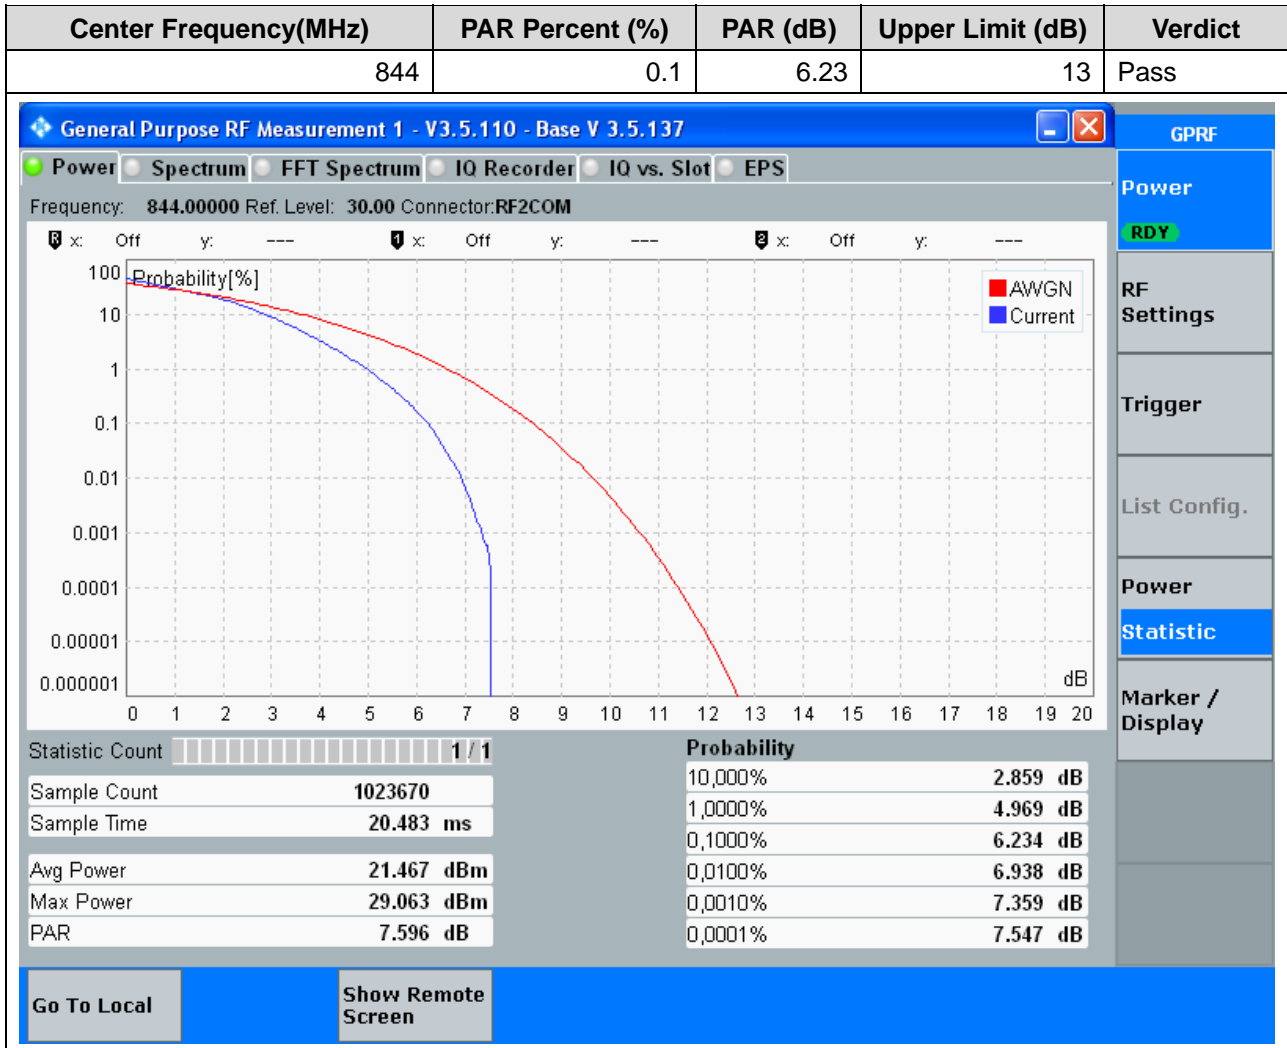 Center Frequency(MHz) PAR Percent (%) PAR (dB) Upper Limit (dB) Verdict
844 0.1 6.23 13 Pass
General Purpose RF Measurement 1 - V3.5.110 - Base V 3.5.137
GPRF
Power Spectrum FFT Spectrum IQ Recorder IQ vs. Slot EPS
Power
RDY
Frequency: 844.00000 Ref. Level: 30.00 Connector:RF2COM
R x: Off y: --- 1 x: Off y: --- 2 x: Off y: ---
Probability[%]
AWGN
Current
100
10
1
0.1
0.01
0.001
0.0001
0.00001
0.000001
dB
0 1 2 3 4 5 6 7 8 9 10 11 12 13 14 15 16 17 18 19 20
RF
Settings
Trigger
List Config.
Power
Statistic
Marker /
Display
Statistic Count 1 / 1
Sample Count 1023670
Sample Time 20.483 ms
Avg Power 21.467 dBm
Max Power 29.063 dBm
PAR 7.596 dB
Probability
10,000% 2.859 dB
1,0000% 4.969 dB
0,1000% 6.234 dB
0,0100% 6.938 dB
0,0010% 7.359 dB
0,0001% 7.547 dB
Go To Local
Show Remote
Screen